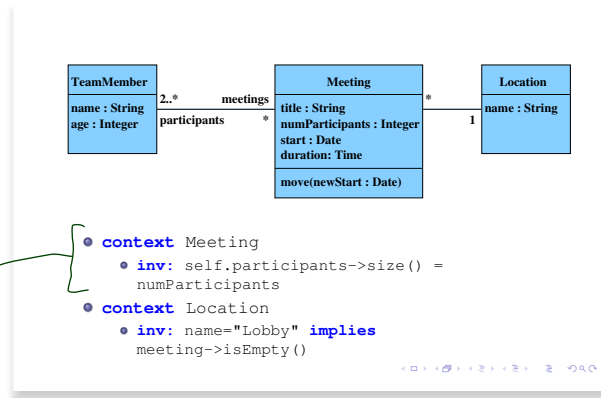 TeamMember
name : String
age : Integer
2..*
participants
meetings
*
Meeting
title : String
numParticipants : Integer
start : Date
duration: Time
move(newStart : Date)
*
1
Location
name : String
context Meeting
inv: self.participants->size() =
numParticipants
context Location
inv: name="Lobby" implies
meeting->isEmpty()